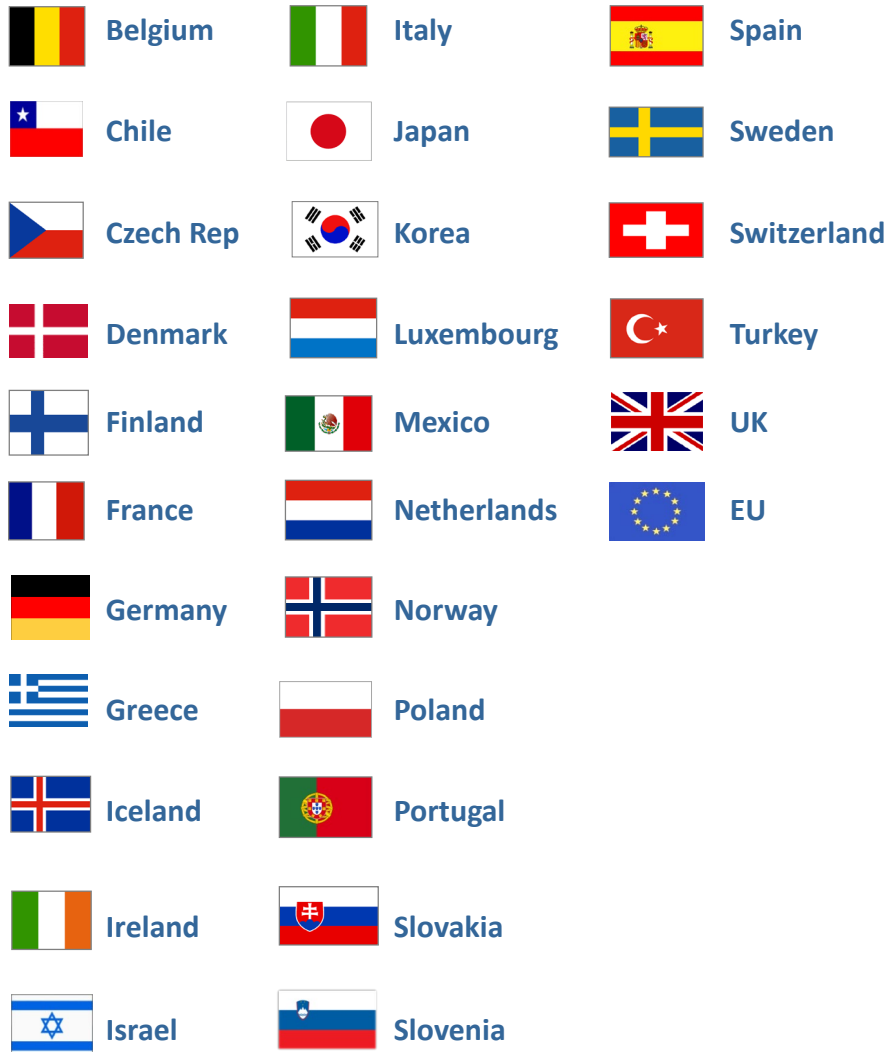 Belgium
Chile
Czech Rep
Denmark
Finland
France
Germany
Greece
Iceland
Ireland
Israel
Italy
Japan
Korea
Luxembourg
Mexico
Netherlands
Norway
Poland
Portugal
Slovakia
Slovenia
Spain
Sweden
Switzerland
Turkey
UK
EU